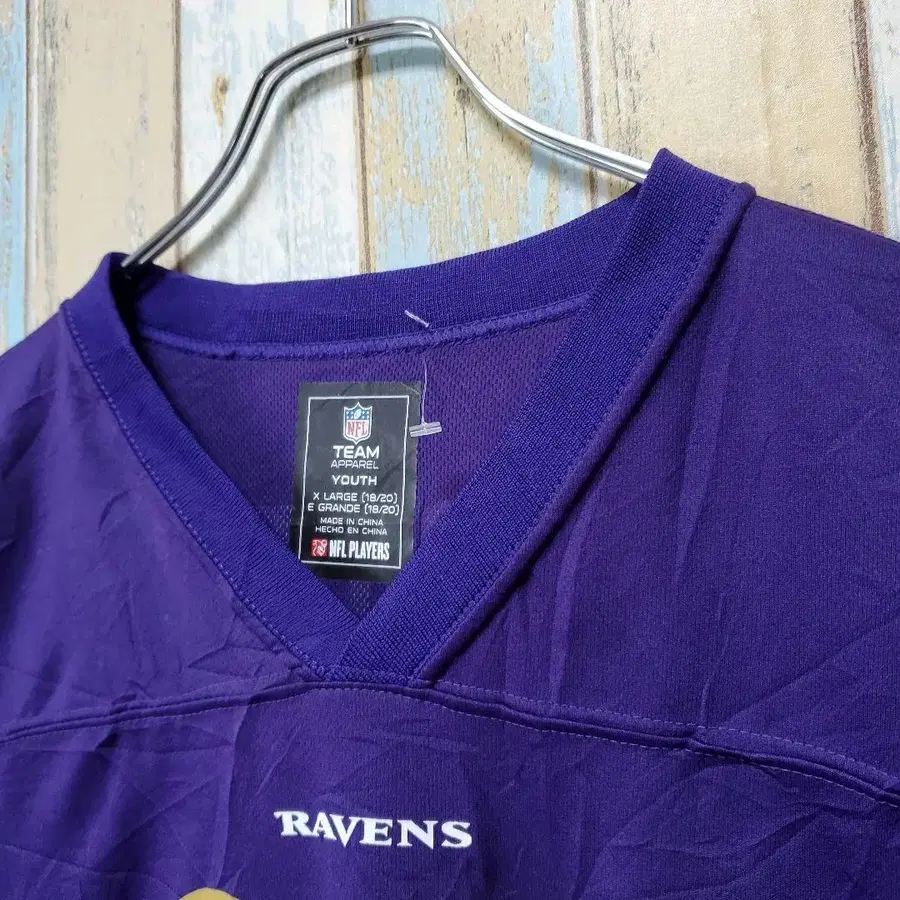 NFL
TEAM
APPAREL
YOUTH
X LARGE (18/20)
E GRANDE (18/20)
MADE IN CHINA
HECHO EN CHINA
NFL PLAYERS
RAVENS